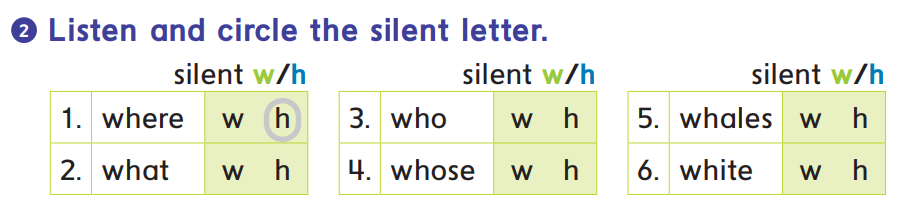 2 Listen and circle the silent letter.
silent w/h silent w/h silent w/h
1. where w h 3. who w h 5. whales w h
2. what w h 4. whose w h 6. white w h